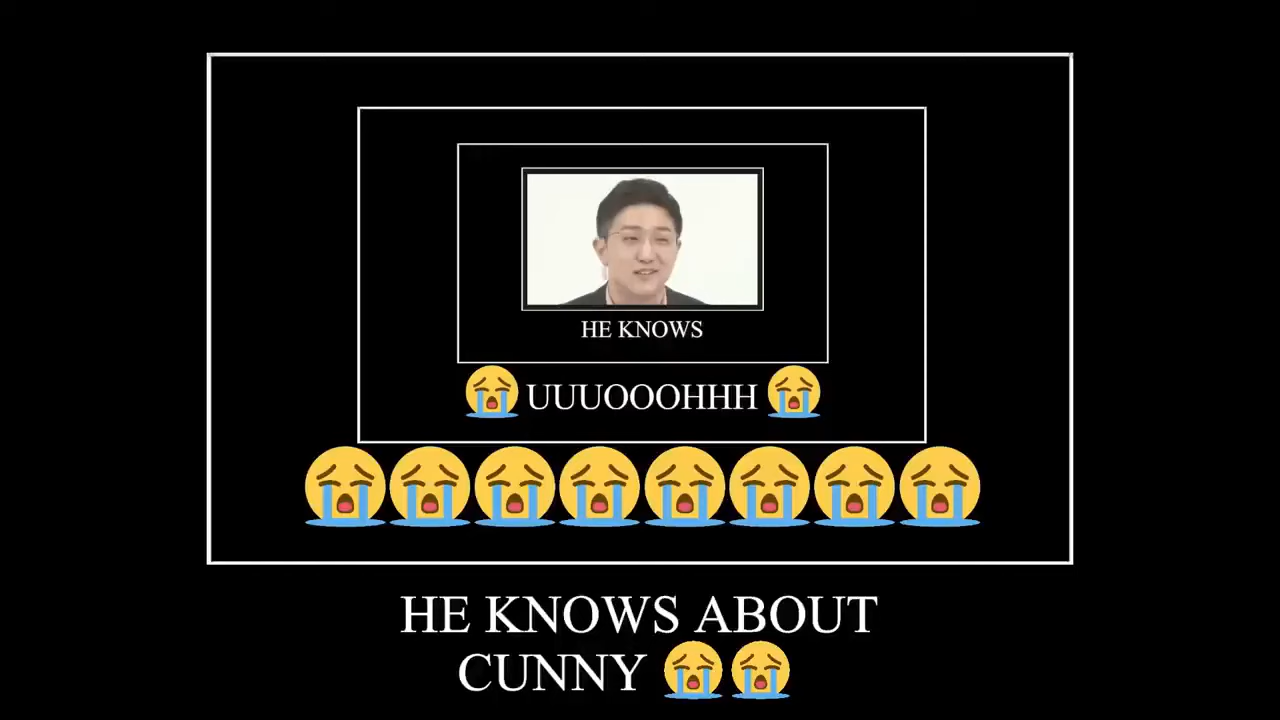 HE KNOWS
😭 UUUOOOHHH 😭
😭😭😭😭😭😭😭😭
HE KNOWS ABOUT
CUNNY 😭😭